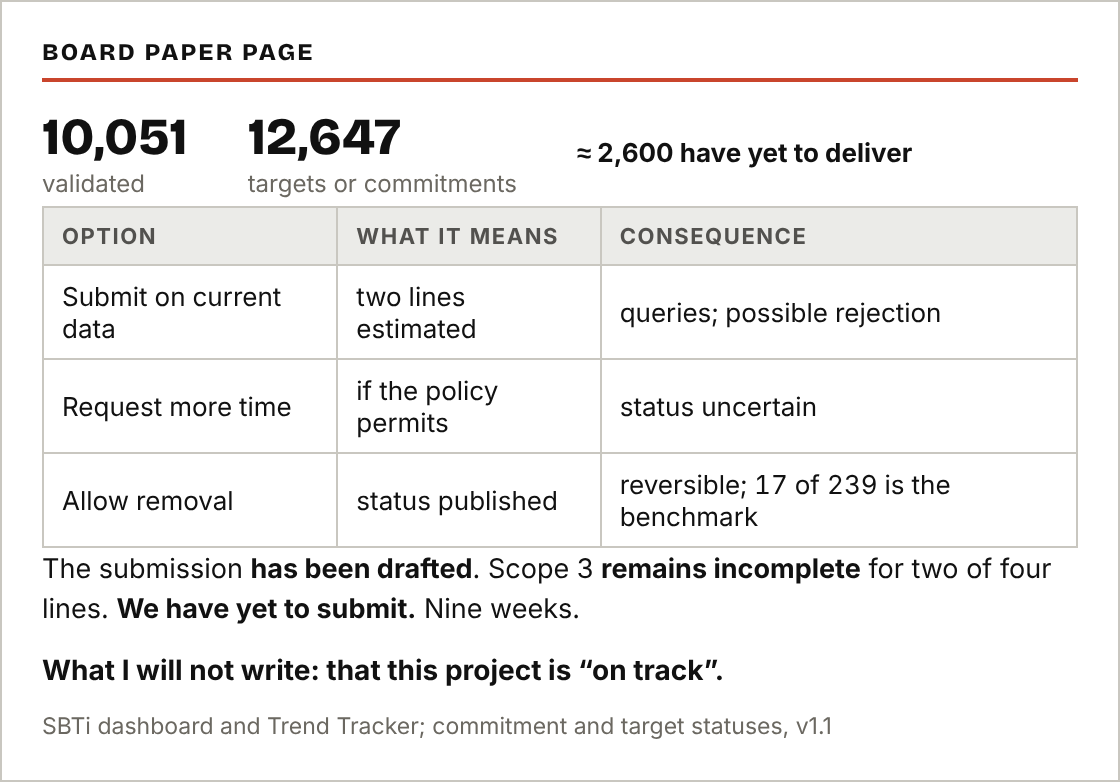 BOARD PAPER PAGE
10,051
validated
12,647
targets or commitments
≈ 2,600 have yet to deliver
OPTION
WHAT IT MEANS
CONSEQUENCE
Submit on current
data
two lines
estimated
queries; possible rejection
Request more time
if the policy
permits
status uncertain
Allow removal
status published
reversible; 17 of 239 is the
benchmark
The submission has been drafted. Scope 3 remains incomplete for two of four
lines. We have yet to submit. Nine weeks.
What I will not write: that this project is “on track”.
SBTi dashboard and Trend Tracker; commitment and target statuses, v1.1